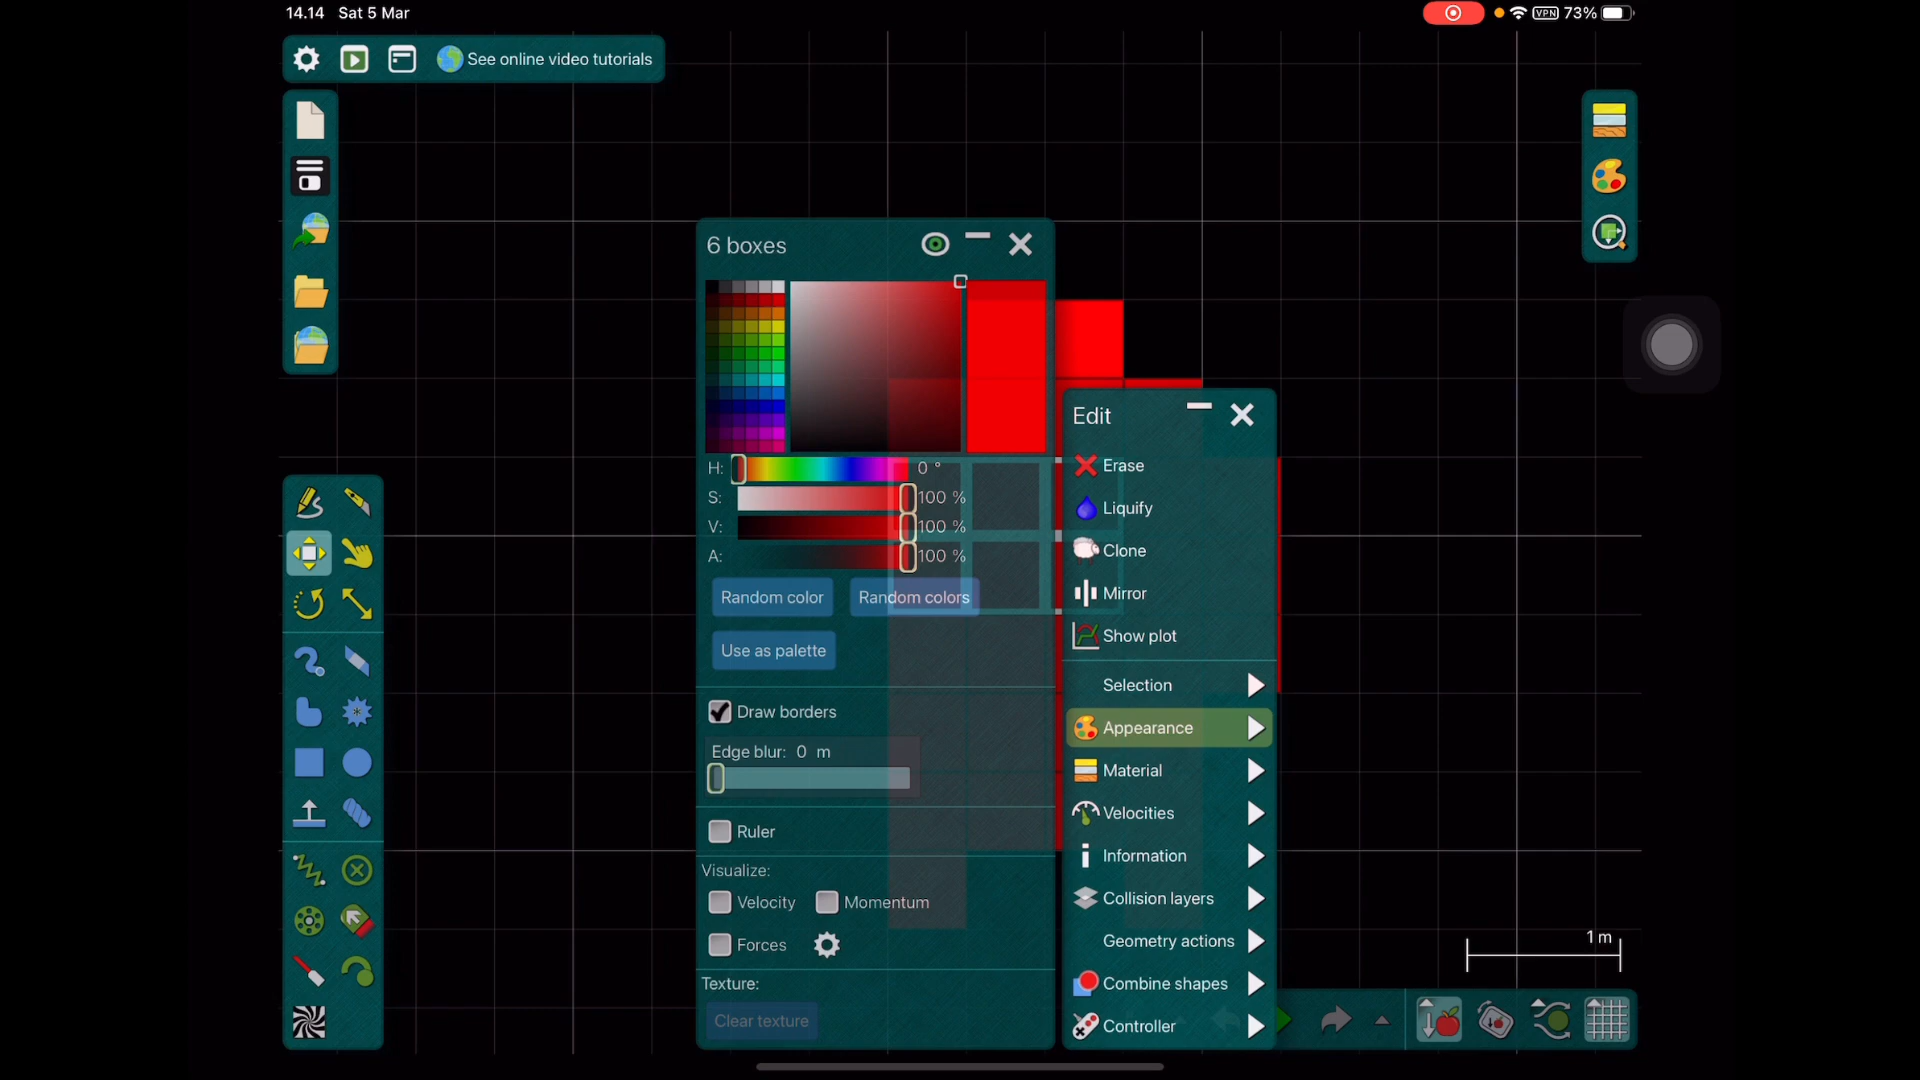 14.14 Sat 5 Mar
VPN 73%
See online video tutorials
6 boxes
H: 0 °
S: 100 %
V: 100 %
A: 100 %
Random color Random colors
Use as palette
Draw borders
Edge blur: 0 m
Ruler
Visualize:
Velocity Momentum
Forces
Texture:
Clear texture
Edit
Erase
Liquify
Clone
Mirror
Show plot
Selection
Appearance
Material
Velocities
Information
Collision layers
Geometry actions
Combine shapes
Controller
1 m